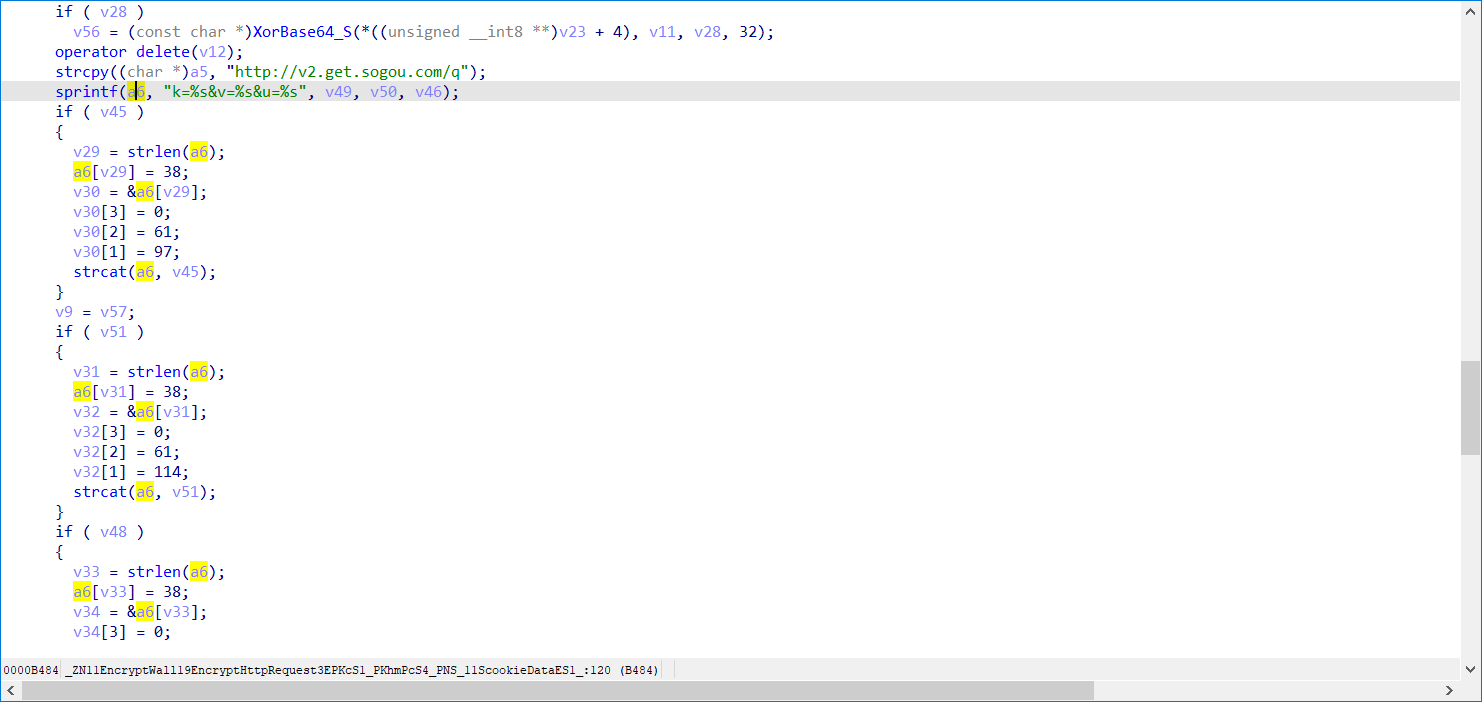 if ( v28 )
v56 = (const char *)XorBase64_S(*((unsigned __int8 **)v23 + 4), v11, v28, 32);
operator delete(v12);
strcpy((char *)a5, "http://v2.get.sogou.com/q");
sprintf(a6, "k=%s&v=%s&u=%s", v49, v50, v46);
if ( v45 )
{
v29 = strlen(a6);
a6[v29] = 38;
v30 = &a6[v29];
v30[3] = 0;
v30[2] = 61;
v30[1] = 97;
strcat(a6, v45);
}
v9 = v57;
if ( v51 )
{
v31 = strlen(a6);
a6[v31] = 38;
v32 = &a6[v31];
v32[3] = 0;
v32[2] = 61;
v32[1] = 114;
strcat(a6, v51);
}
if ( v48 )
{
v33 = strlen(a6);
a6[v33] = 38;
v34 = &a6[v33];
v34[3] = 0;
0000B484 _ZN11EncryptWall19EncryptHttpRequest3EPKcS1_PKhmPcS4_PNS_11ScookieDataES1_:120 (B484)